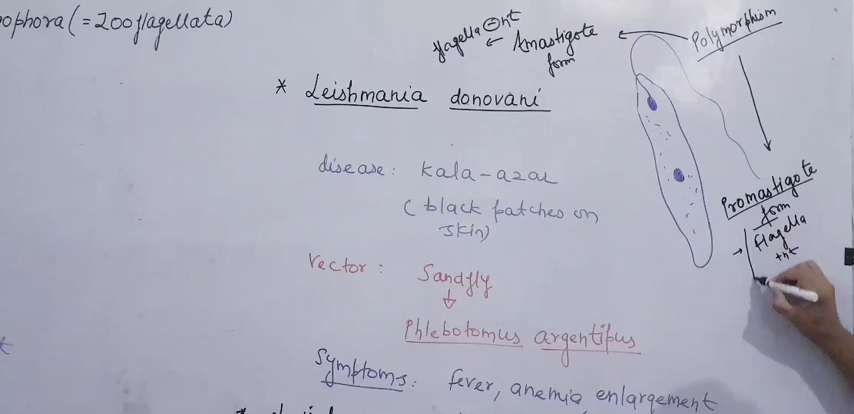 ophora (= zooflagellata)
Polymorphism
flagella ⊖nt ← Amastigote
form
* Leishmania donovani
disease: kala-azar
( black patches on
skin)
Promastigote
form
→ Flagella
+nt
Vector: Sandfly
↓
Phlebotomus argentipus
Symptoms: fever, anemia enlargement